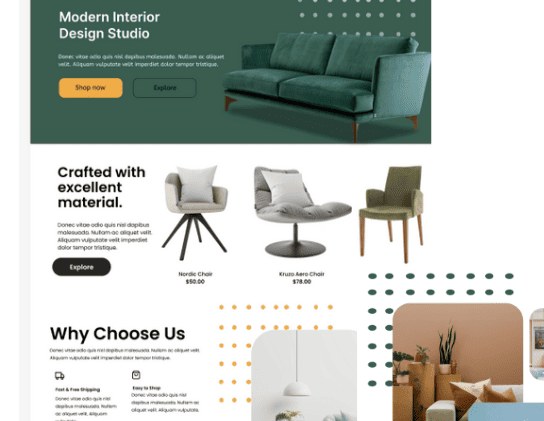 Modern Interior
Design Studio
Donec vitae odio quis nisl dapibus malesuada. Nullam ac aliquet
velit. Aliquam vulputate velit imperdiet dolor tempor tristique.
Shop now
Explore
Crafted with
excellent
material.
Donec vitae odio quis nisl dapibus
malesuada. Nullam ac aliquet velit.
Aliquam vulputate velit imperdiet
dolor tempor tristique.
Explore
Nordic Chair
$50.00
Kruzo Aero Chair
$78.00
Why Choose Us
Donec vitae odio quis nisl dapibus malesuada. Nullam ac aliquet velit.
Aliquam vulputate velit imperdiet dolor tempor tristique.
Fast & Free Shipping
Donec vitae odio quis nisl
dapibus malesuada. Nullam
ac aliquet velit. Aliquam
Easy to Shop
Donec vitae odio quis nisl
dapibus malesuada. Nullam
ac aliquet velit. Aliquam
vulputate.